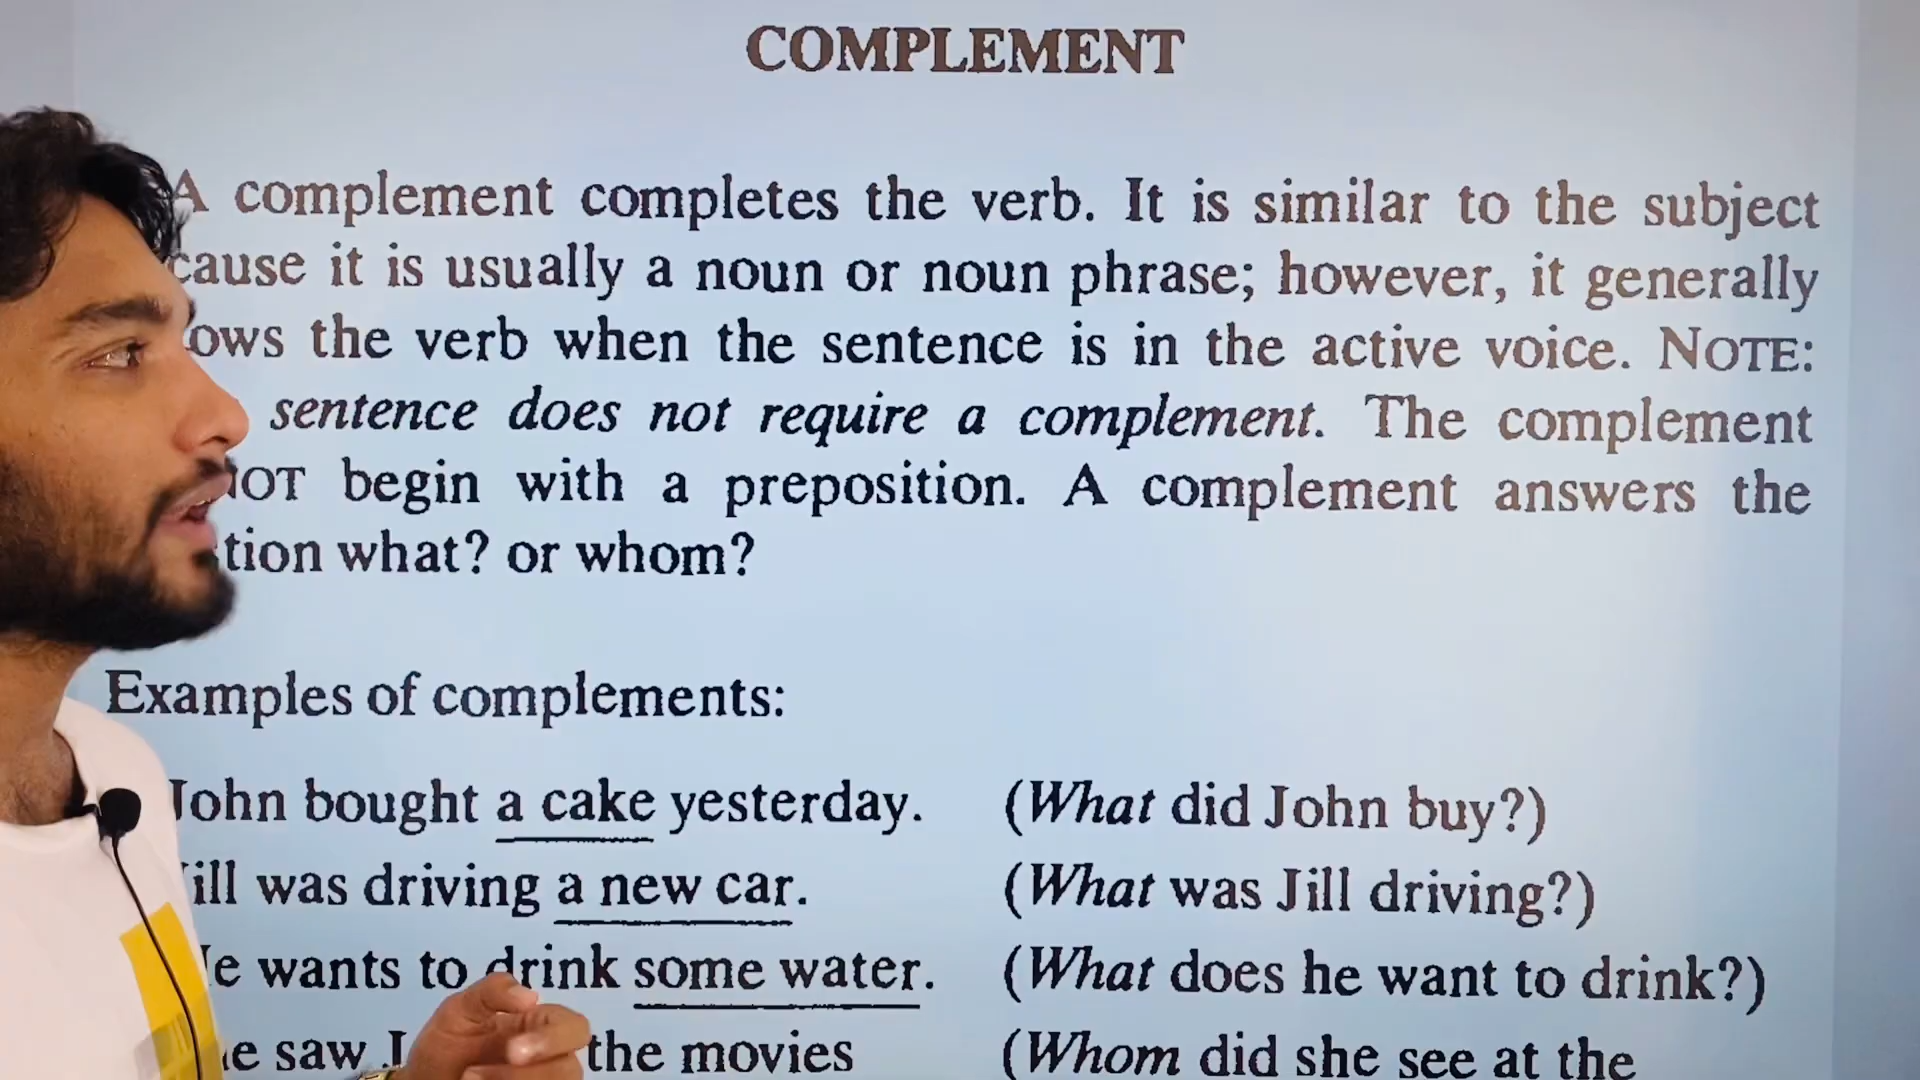 COMPLEMENT
A complement completes the verb. It is similar to the subject
cause it is usually a noun or noun phrase; however, it generally
ows the verb when the sentence is in the active voice. NOTE:
sentence does not require a complement. The complement
NOT begin with a preposition. A complement answers the
tion what? or whom?
Examples of complements:
John bought a cake yesterday. (What did John buy?)
ill was driving a new car. (What was Jill driving?)
e wants to drink some water. (What does he want to drink?)
e saw J the movies (Whom did she see at the